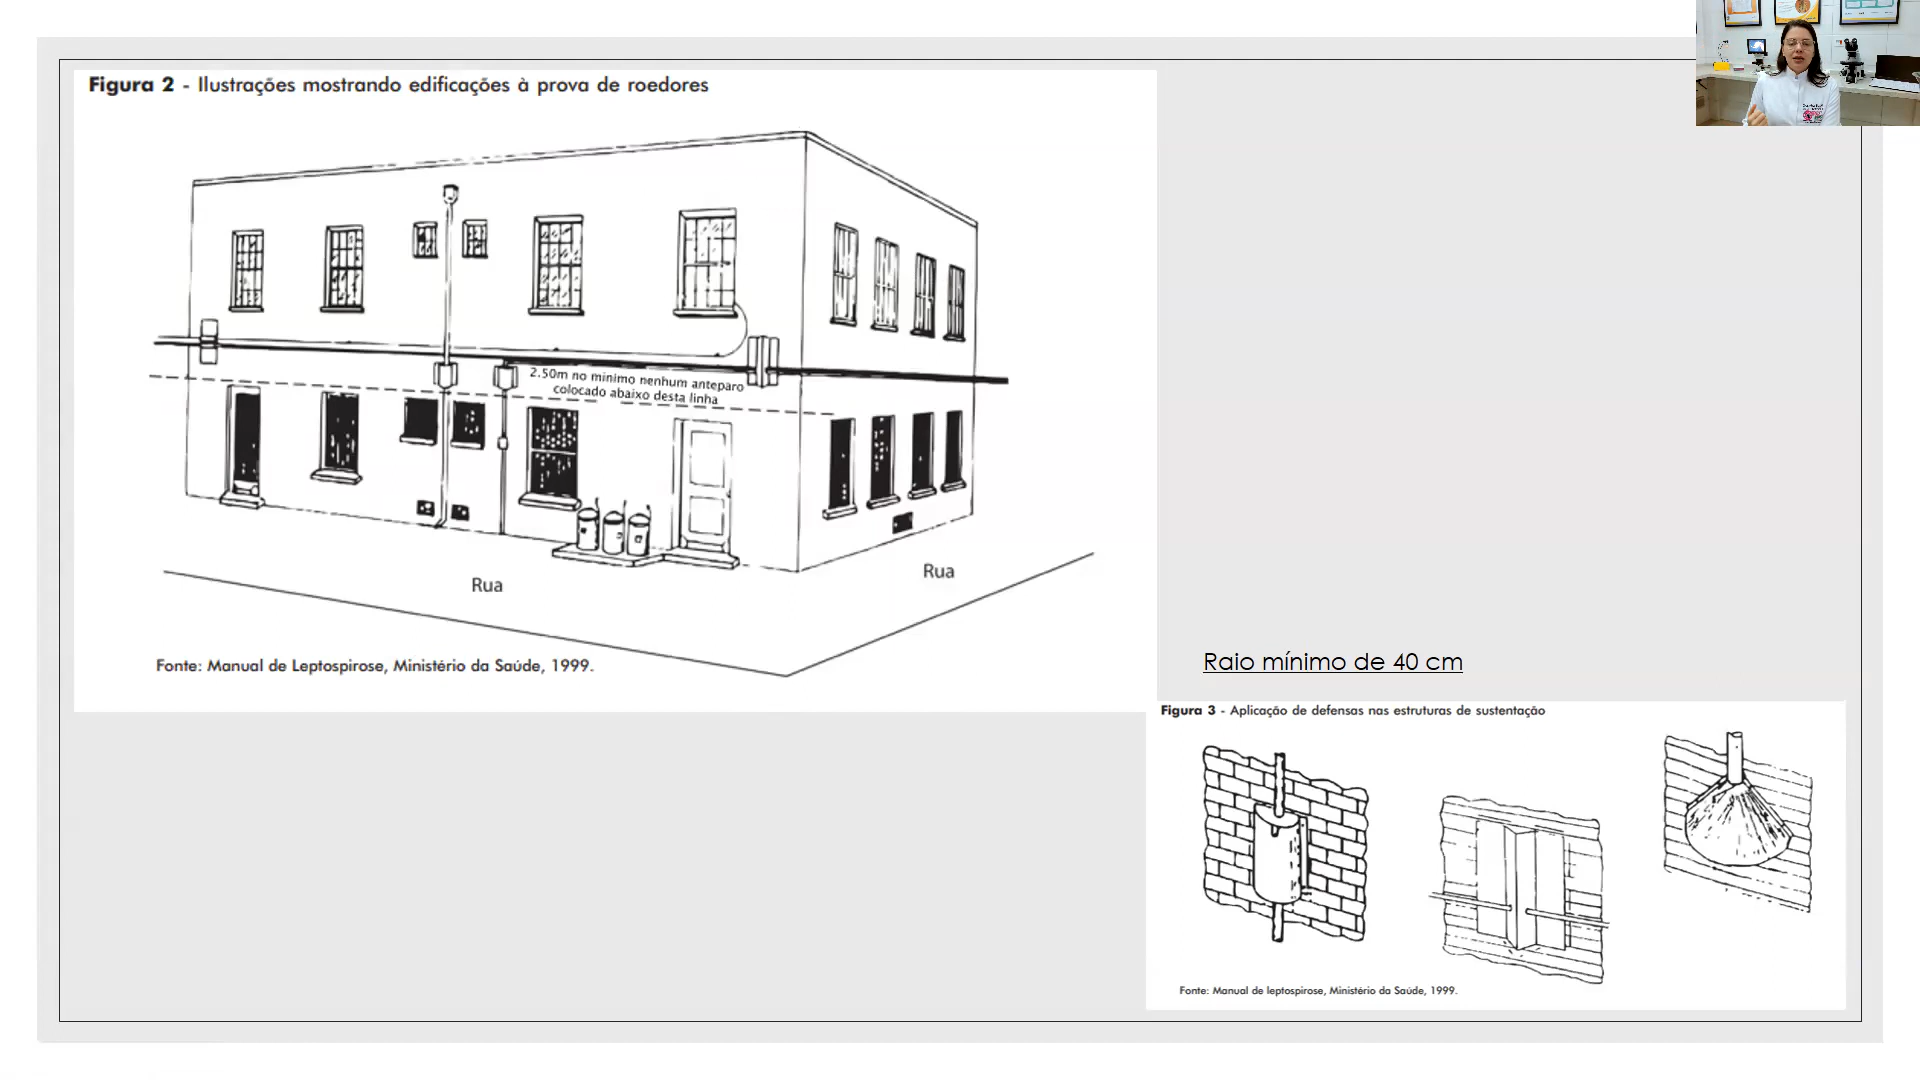 Figura 2 - Ilustrações mostrando edificações à prova de roedores
2.50m no minimo nenhum anteparo
colocado abaixo desta linha
Rua
Rua
Fonte: Manual de Leptospirose, Ministério da Saúde, 1999.
Raio mínimo de 40 cm
Figura 3 - Aplicação de defensas nas estruturas de sustentação
Fonte: Manual de leptospirose, Ministério da Saúde, 1999.